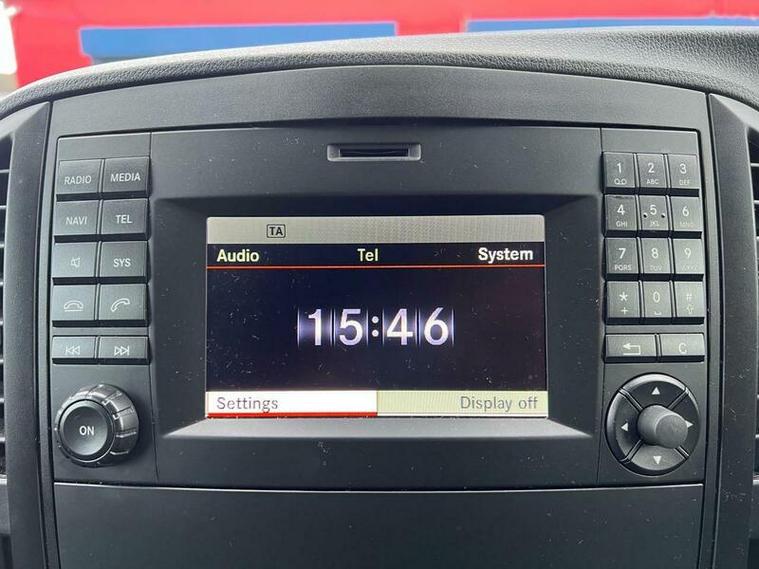 RADIO MEDIA
NAVI TEL
SYS
ON
TA
Audio Tel System
15:46
Settings Display off
1 2 3
ABC DEF
4 5 6
GHI JKL MNO
7 8 9
PQRS TUV WXYZ
* 0 #
+
C